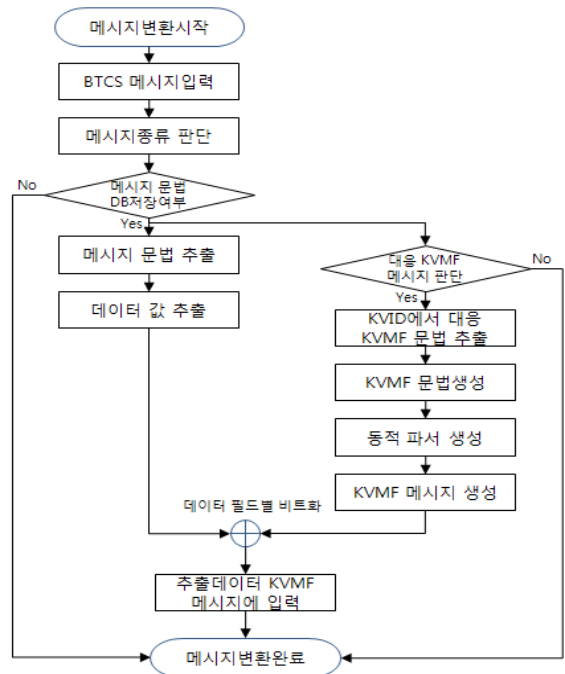 메시지변환시작
BTCS 메시지입력
메시지종류 판단
No
메시지 문법
DB저장여부
Yes
메시지 문법 추출
데이터 값 추출
대응 KVMF
메시지 판단
No
Yes
KVID에서 대응
KVMF 문법 추출
KVMF 문법생성
동적 파서 생성
KVMF 메시지 생성
데이터 필드별 비트화
추출데이터 KVMF
메시지에 입력
메시지변환완료